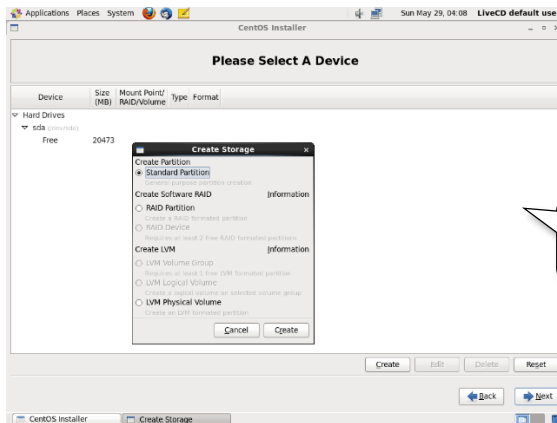 Applications Places System Sun May 29, 04:08 LiveCD default use
CentOS Installer
Please Select A Device
Device Size (MB) Mount Point/ RAID/Volume Type Format
Hard Drives
sda (/dev/sda)
Free 20473
Create Storage
Create Partition
Standard Partition
General purpose partition creation
Create Software RAID Information
RAID Partition
Create a RAID formated partition
RAID Device
Requires at least 2 free RAID formated partitions
Create LVM Information
LVM Volume Group
Requires at least 1 free LVM formated partition
LVM Logical Volume
Create a logical volume on selected volume group
LVM Physical Volume
Create an LVM formated partition
Cancel Create
Create Edit Delete Reset
Back Next
CentOS Installer Create Storage